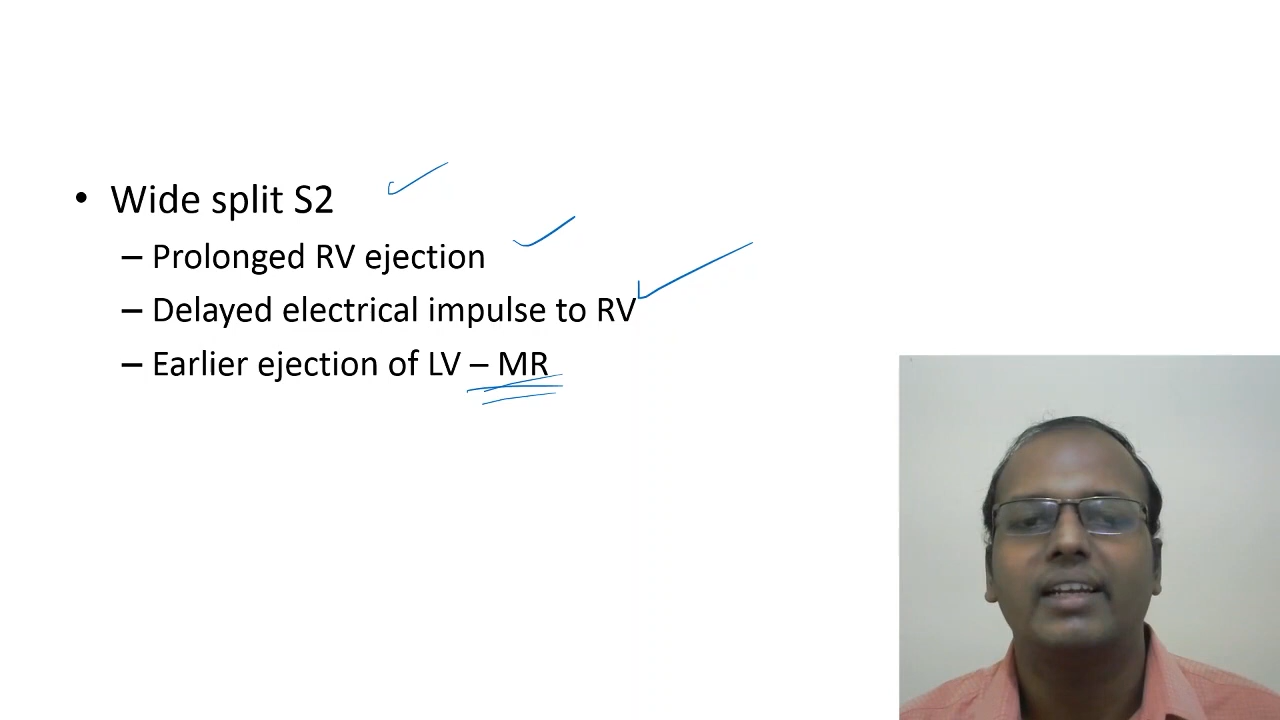 • Wide split S2
– Prolonged RV ejection
– Delayed electrical impulse to RV
– Earlier ejection of LV – MR